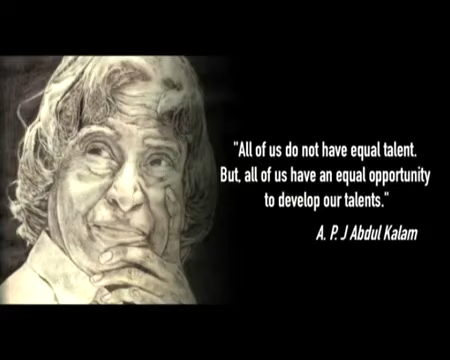 "All of us do not have equal talent.
But, all of us have an equal opportunity
to develop our talents."
A. P. J Abdul Kalam